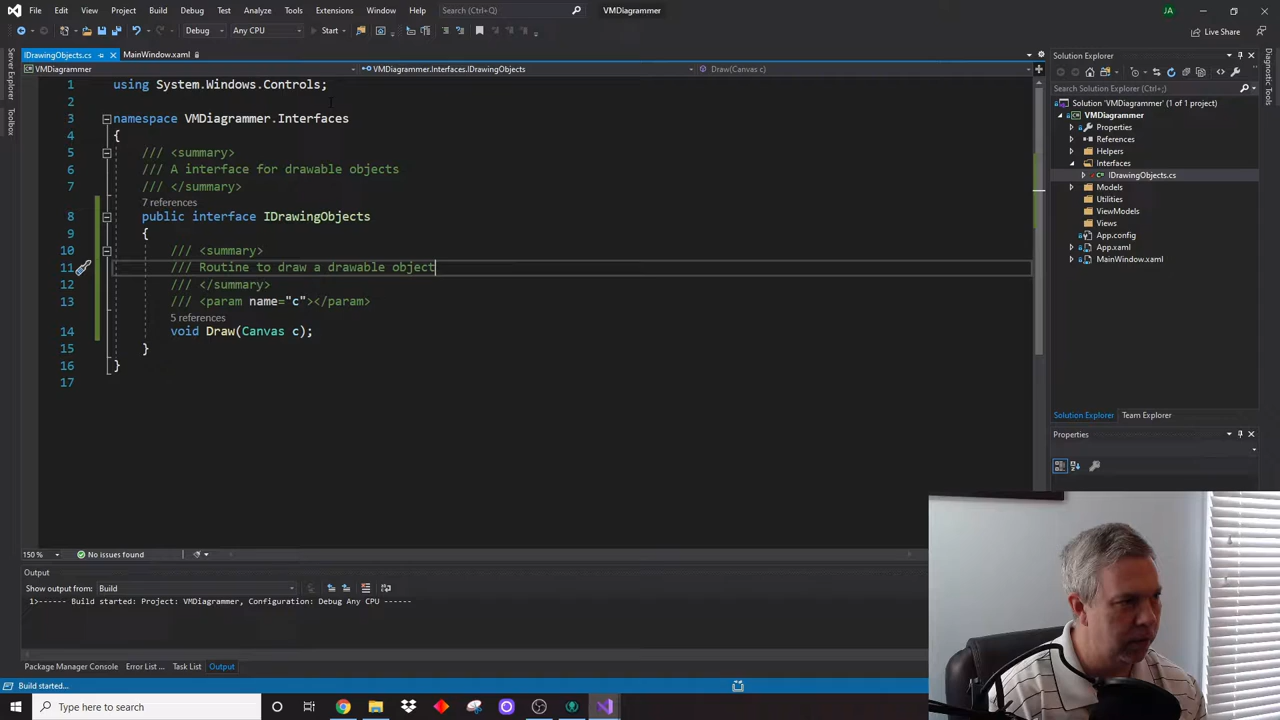 File Edit View Project Build Debug Test Analyze Tools Extensions Window Help Search (Ctrl+Q) VMDiagrammer JA
Debug Any CPU Start Live Share
IDrawingObjects.cs MainWindow.xaml
VMDiagrammer VMDiagrammer.Interfaces.IDrawingObjects Draw(Canvas c)
1 using System.Windows.Controls;
2
3 namespace VMDiagrammer.Interfaces
4 {
5 /// <summary>
6 /// A interface for drawable objects
7 /// </summary>
7 references
8 public interface IDrawingObjects
9 {
10 /// <summary>
11 /// Routine to draw a drawable object
12 /// </summary>
13 /// <param name="c"></param>
5 references
14 void Draw(Canvas c);
15 }
16 }
17
150 % No issues found
Output
Show output from: Build
1>------ Build started: Project: VMDiagrammer, Configuration: Debug Any CPU ------
Package Manager Console Error List ... Task List Output
Build started...
Type here to search
Server Explorer
Toolbox
Solution Explorer
Search Solution Explorer (Ctrl+;)
Solution 'VMDiagrammer' (1 of 1 project)
VMDiagrammer
Properties
References
Helpers
Interfaces
IDrawingObjects.cs
Models
Utilities
ViewModels
Views
App.config
App.xaml
MainWindow.xaml
Solution Explorer Team Explorer
Properties
Diagnostic Tools